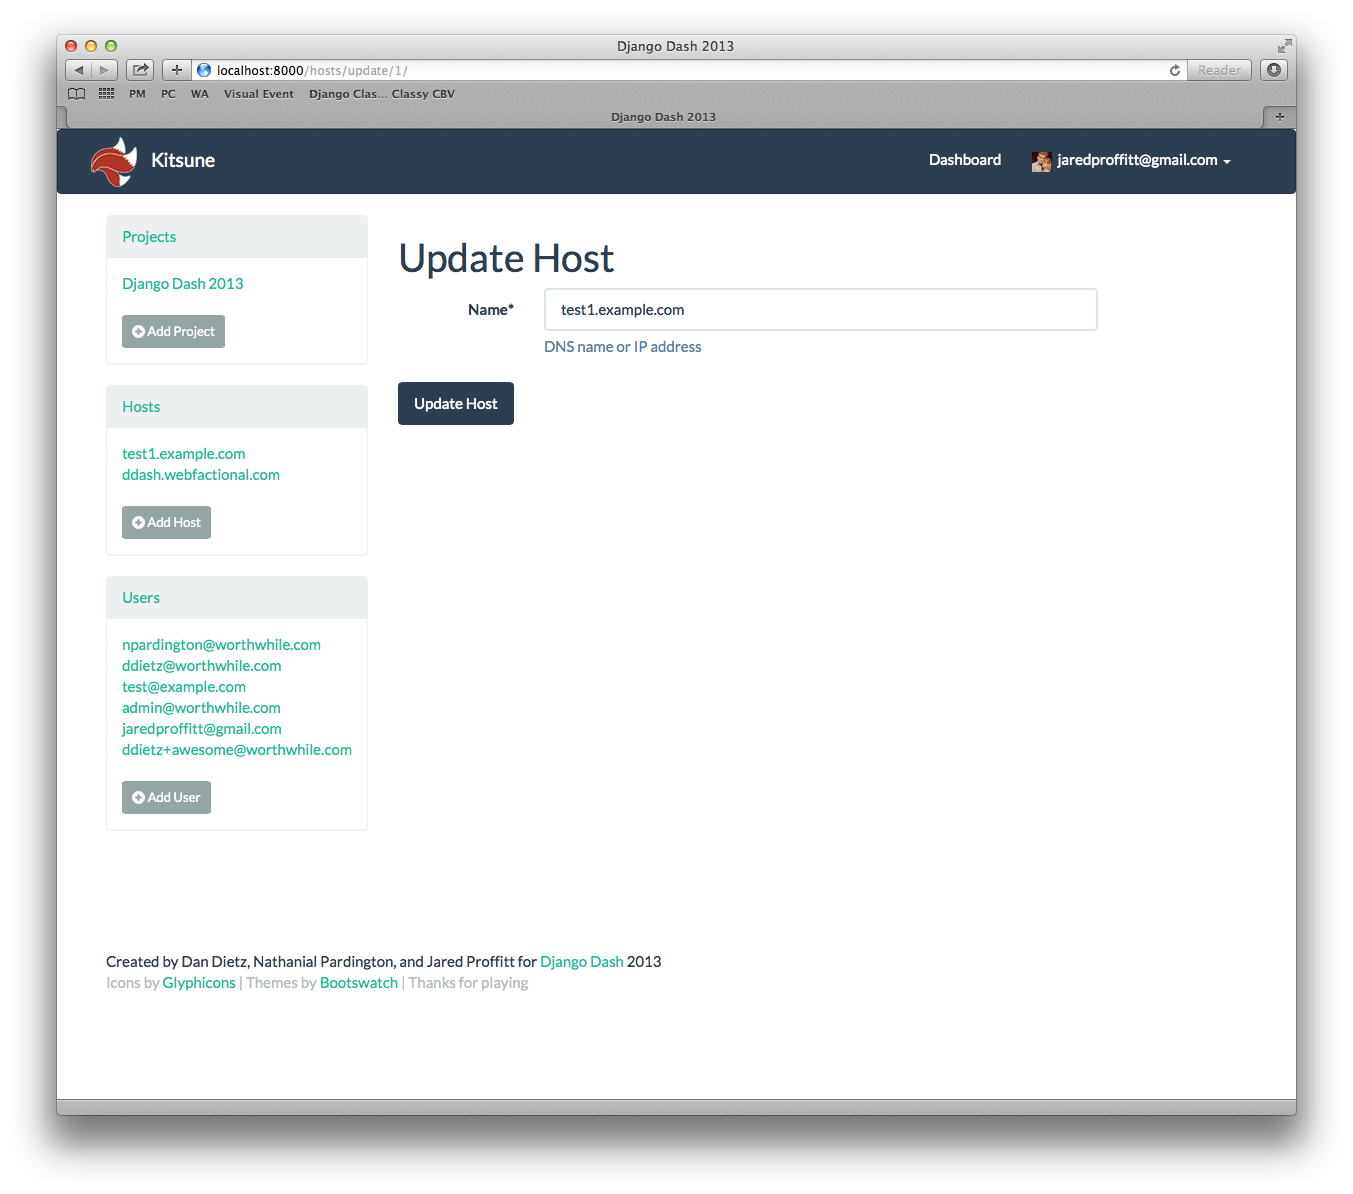 Django Dash 2013
localhost:8000/hosts/update/1/
Reader
PM PC WA Visual Event Django Clas... Classy CBV
Django Dash 2013
Kitsune
Dashboard
jaredproffitt@gmail.com
Projects
Django Dash 2013
Add Project
Hosts
test1.example.com
ddash.webfactional.com
Add Host
Users
npardington@worthwhile.com
ddietz@worthwhile.com
test@example.com
admin@worthwhile.com
jaredproffitt@gmail.com
ddietz+awesome@worthwhile.com
Add User
Update Host
Name*
test1.example.com
DNS name or IP address
Update Host
Created by Dan Dietz, Nathanial Pardington, and Jared Proffitt for Django Dash 2013
Icons by Glyphicons | Themes by Bootswatch | Thanks for playing